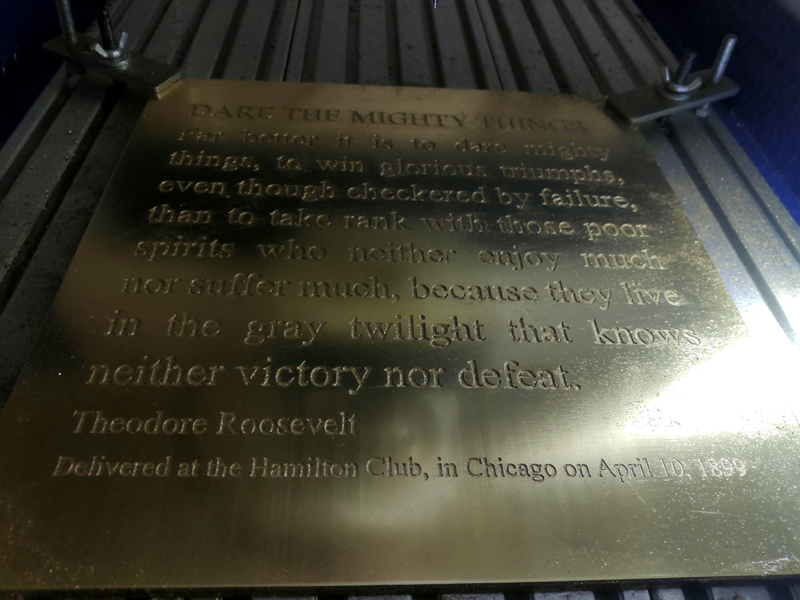 DARE THE MIGHTY THINGS
Far better it is to dare mighty
things, to win glorious triumphs,
even though checkered by failure,
than to take rank with those poor
spirits who neither enjoy much
nor suffer much, because they live
in the gray twilight that knows
neither victory nor defeat.
Theodore Roosevelt
Delivered at the Hamilton Club, in Chicago on April 10, 1899